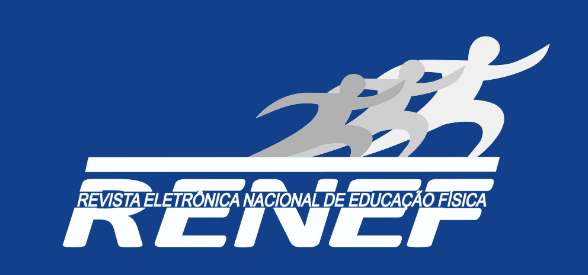 REVISTA ELETRÔNICA NACIONAL DE EDUCAÇÃO FÍSICA
RENEF